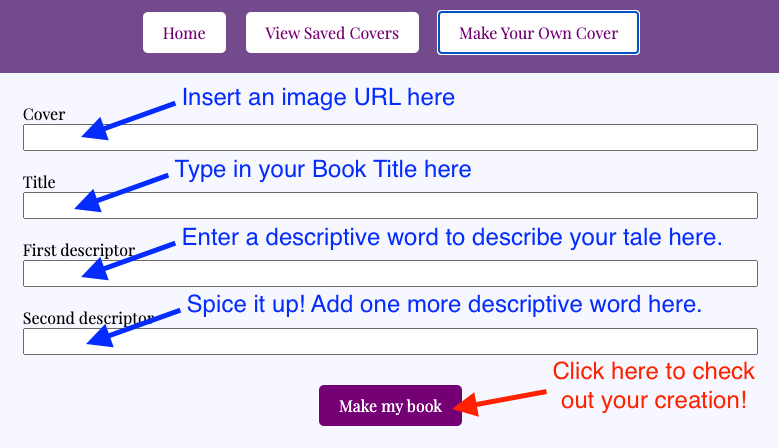 Home
View Saved Covers
Make Your Own Cover
Insert an image URL here
Cover
Type in your Book Title here
Title
Enter a descriptive word to describe your tale here.
First descriptor
Spice it up! Add one more descriptive word here.
Second descriptor
Click here to check
out your creation!
Make my book